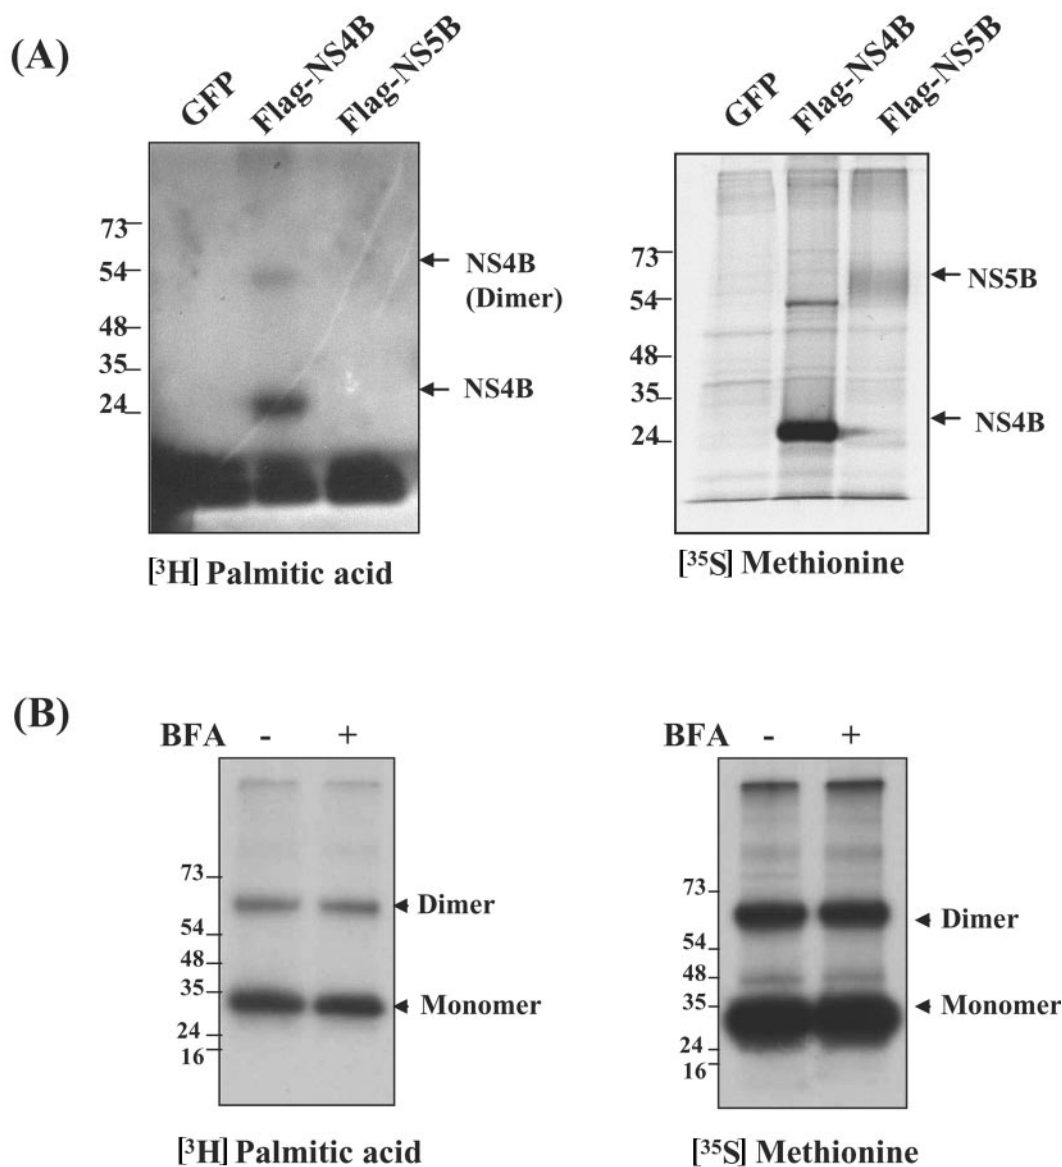 (A)
GFP
Flag-NS4B
Flag-NS5B
73
54
48
35
24
NS4B
(Dimer)
NS4B
[³H] Palmitic acid
GFP
Flag-NS4B
Flag-NS5B
73
54
48
35
24
NS5B
NS4B
[³⁵S] Methionine
(B)
BFA - +
73
54
48
35
24
16
Dimer
Monomer
[³H] Palmitic acid
BFA - +
73
54
48
35
24
16
Dimer
Monomer
[³⁵S] Methionine